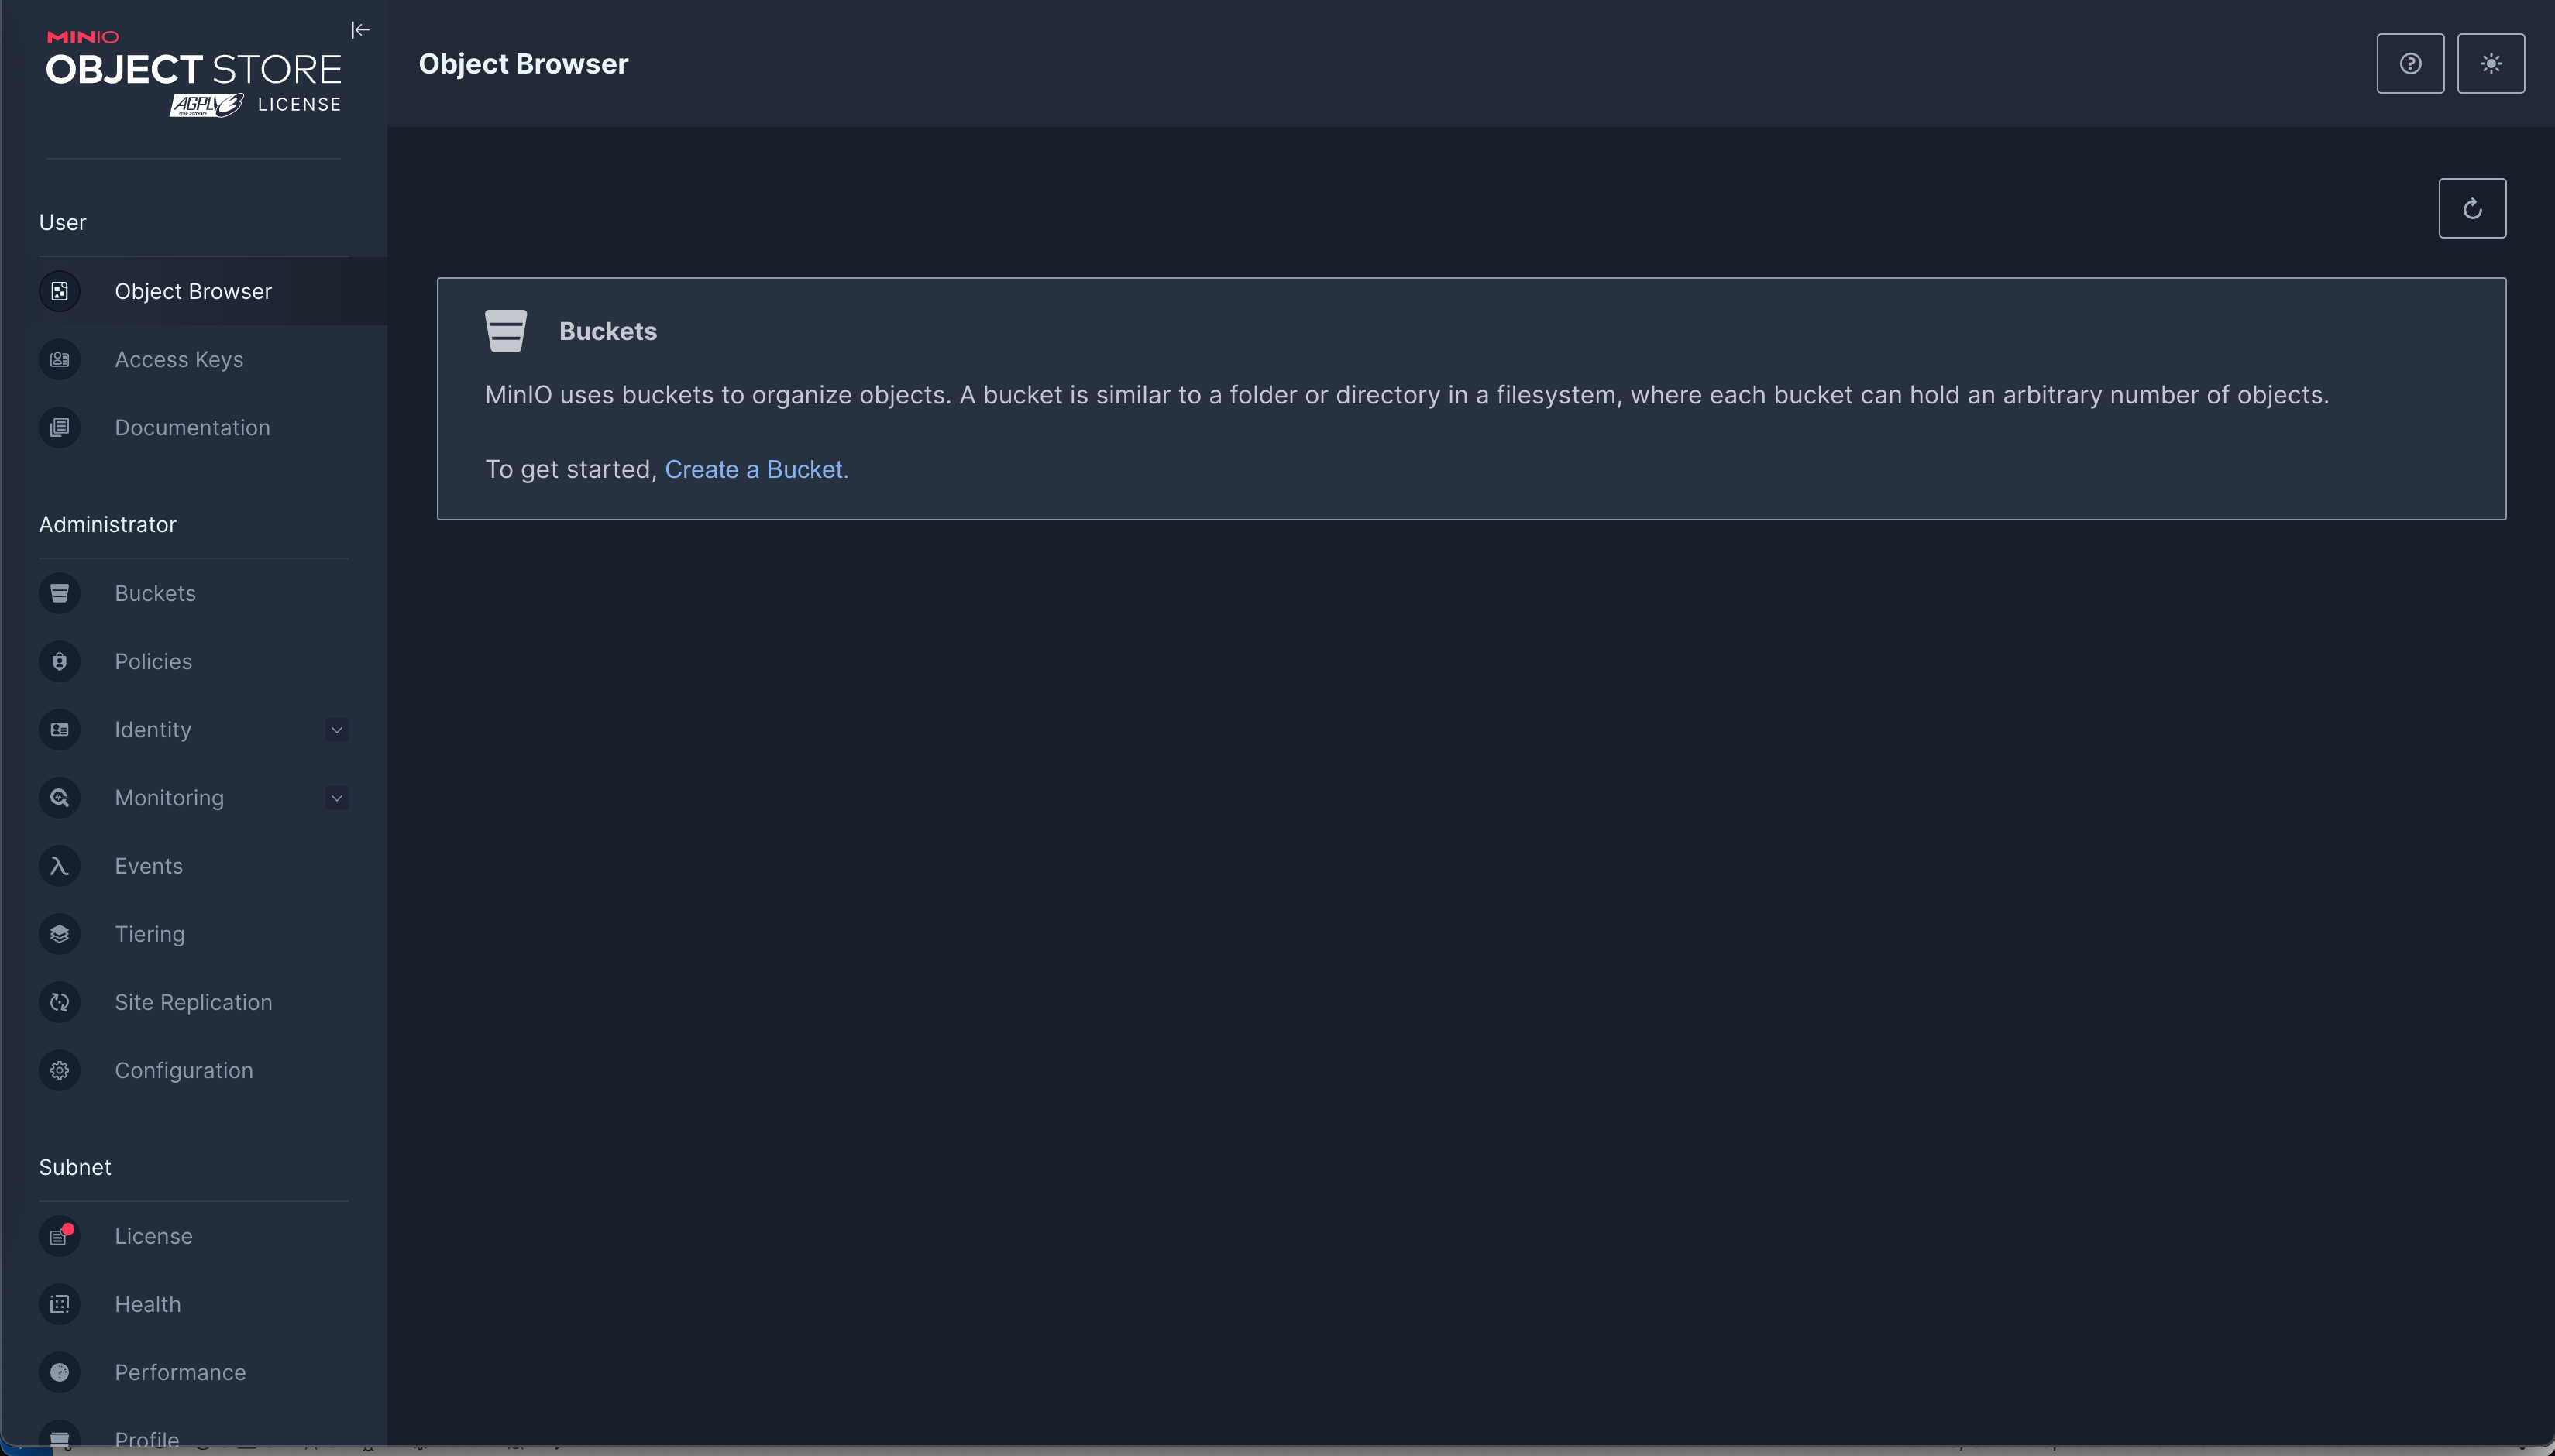 MINIO
OBJECT STORE
AGPLv3 LICENSE
Free Software
User
Object Browser
Access Keys
Documentation
Administrator
Buckets
Policies
Identity
Monitoring
Events
Tiering
Site Replication
Configuration
Subnet
License
Health
Performance
Profile
Object Browser
Buckets
MinIO uses buckets to organize objects. A bucket is similar to a folder or directory in a filesystem, where each bucket can hold an arbitrary number of objects.
To get started, Create a Bucket.